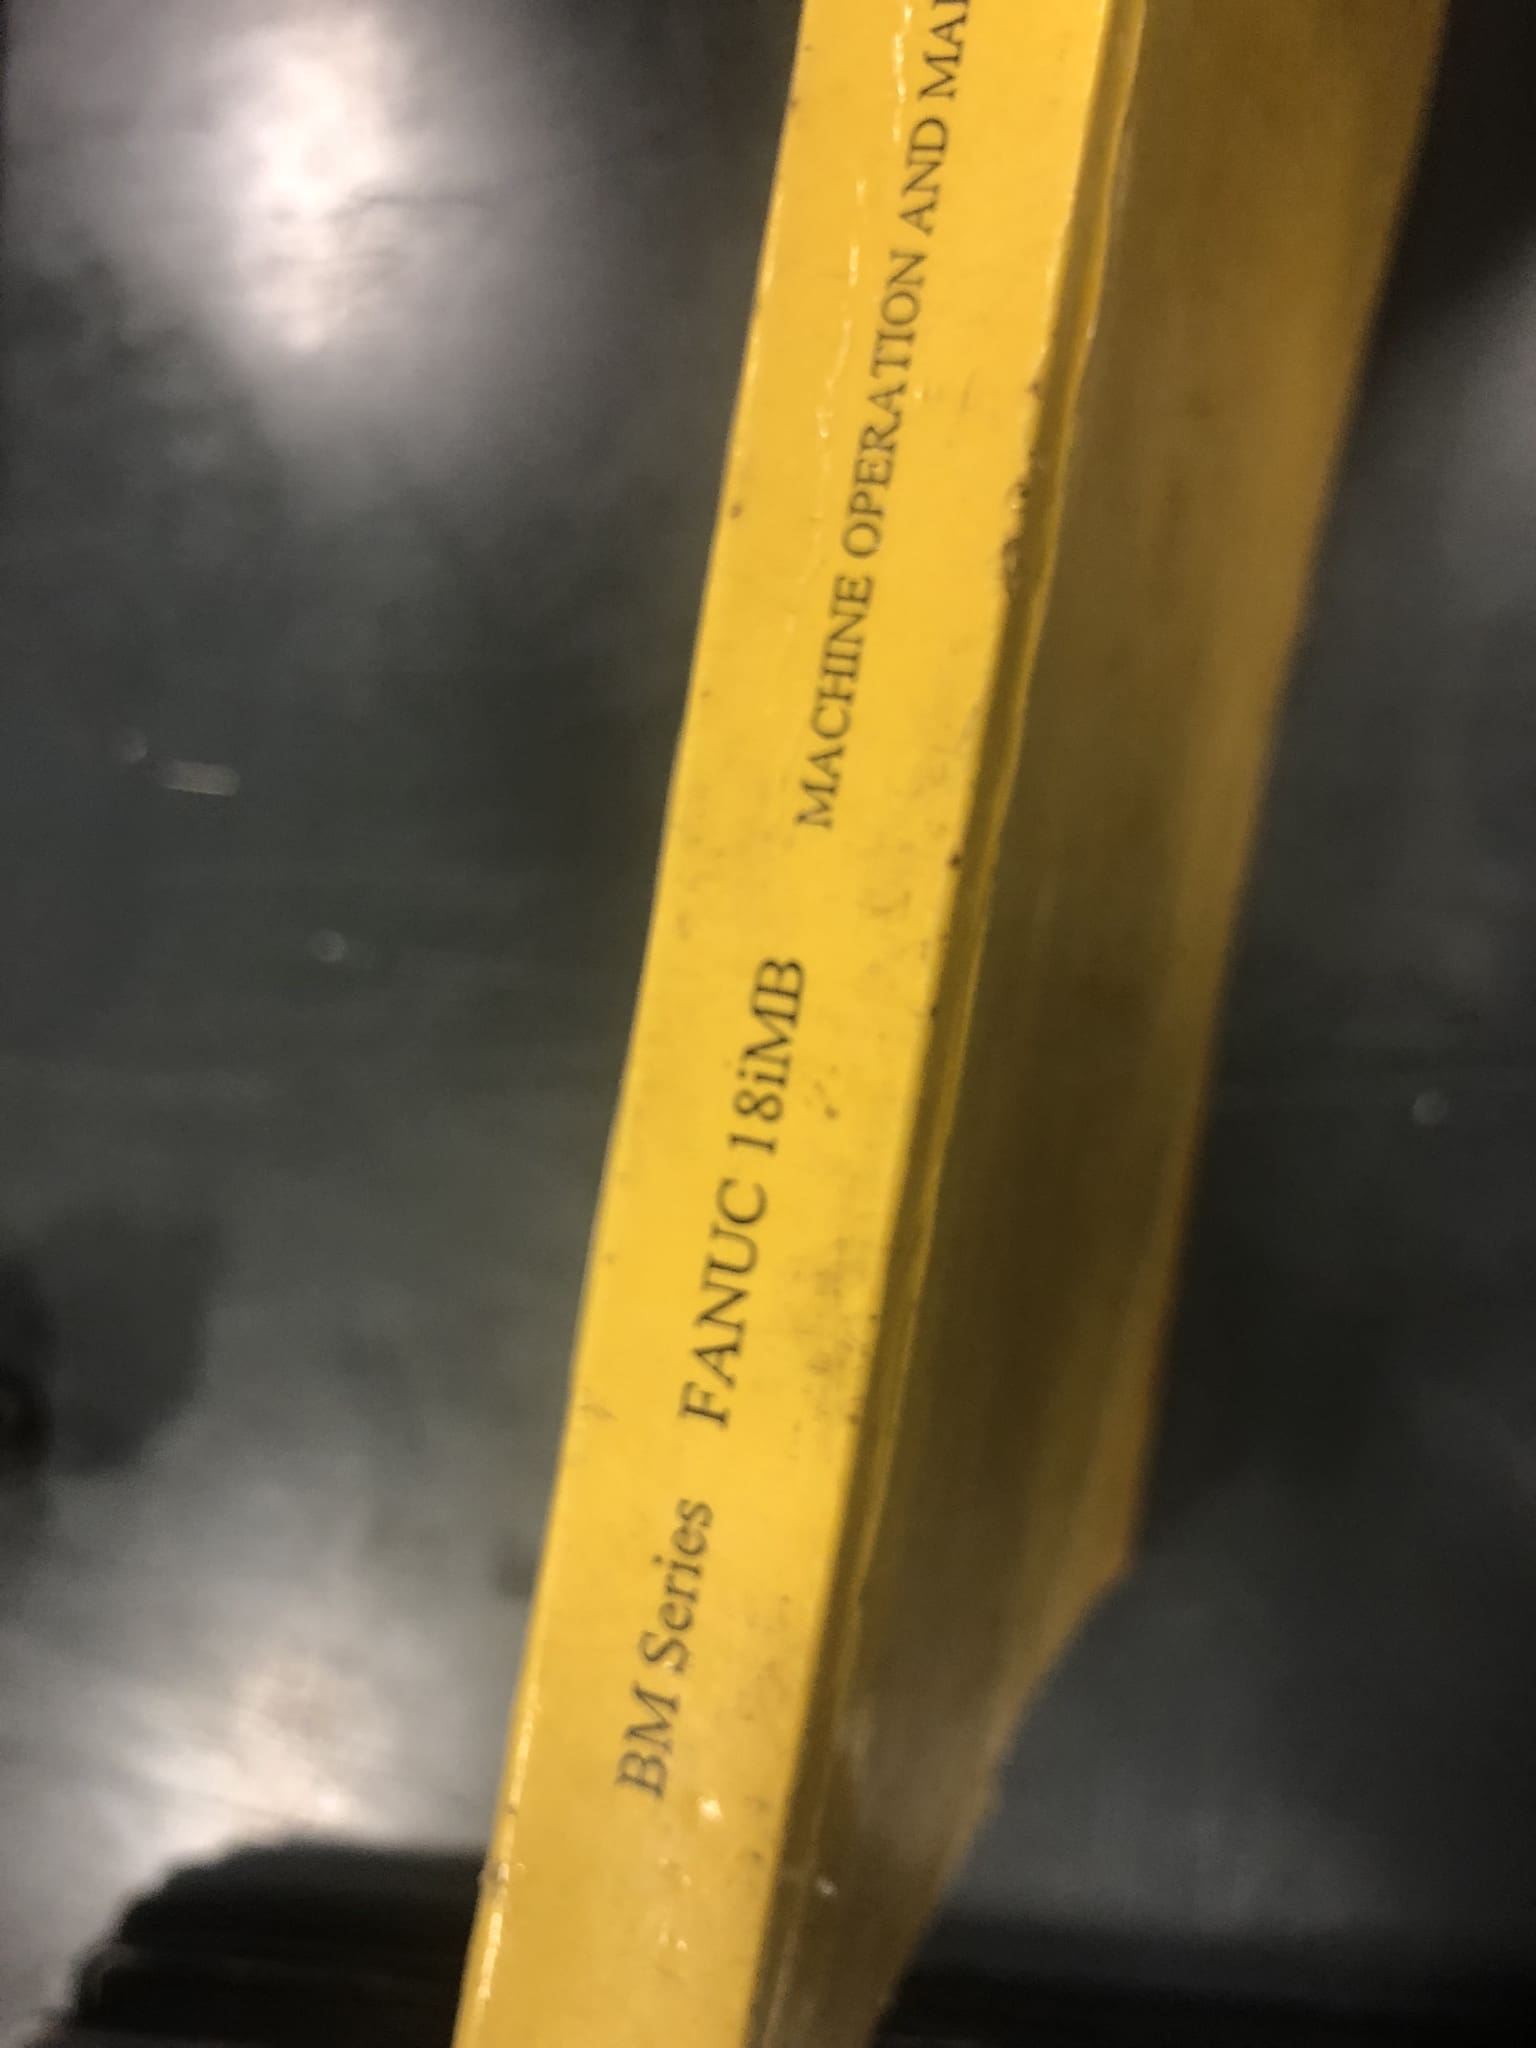 BM Series FANUC 18iMB MACHINE OPERATION AND